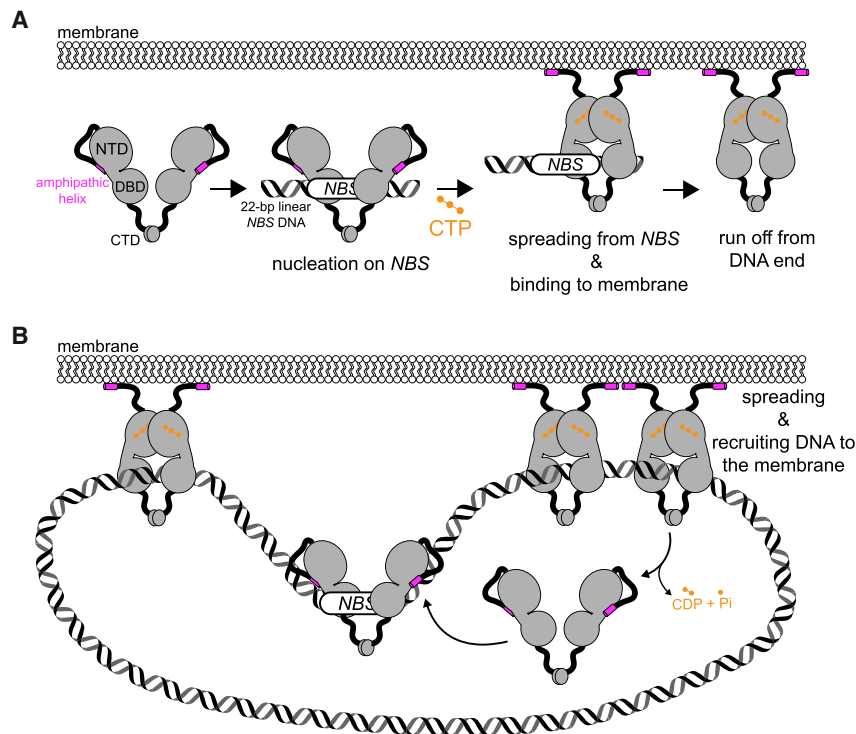 A
membrane
NTD
amphipathic
helix
DBD
CTD
NBS
22-bp linear
NBS DNA
nucleation on NBS
CTP
NBS
spreading from NBS
&
binding to membrane
run off from
DNA end
B
membrane
spreading
&
recruiting DNA to
the membrane
NBS
CDP + Pi